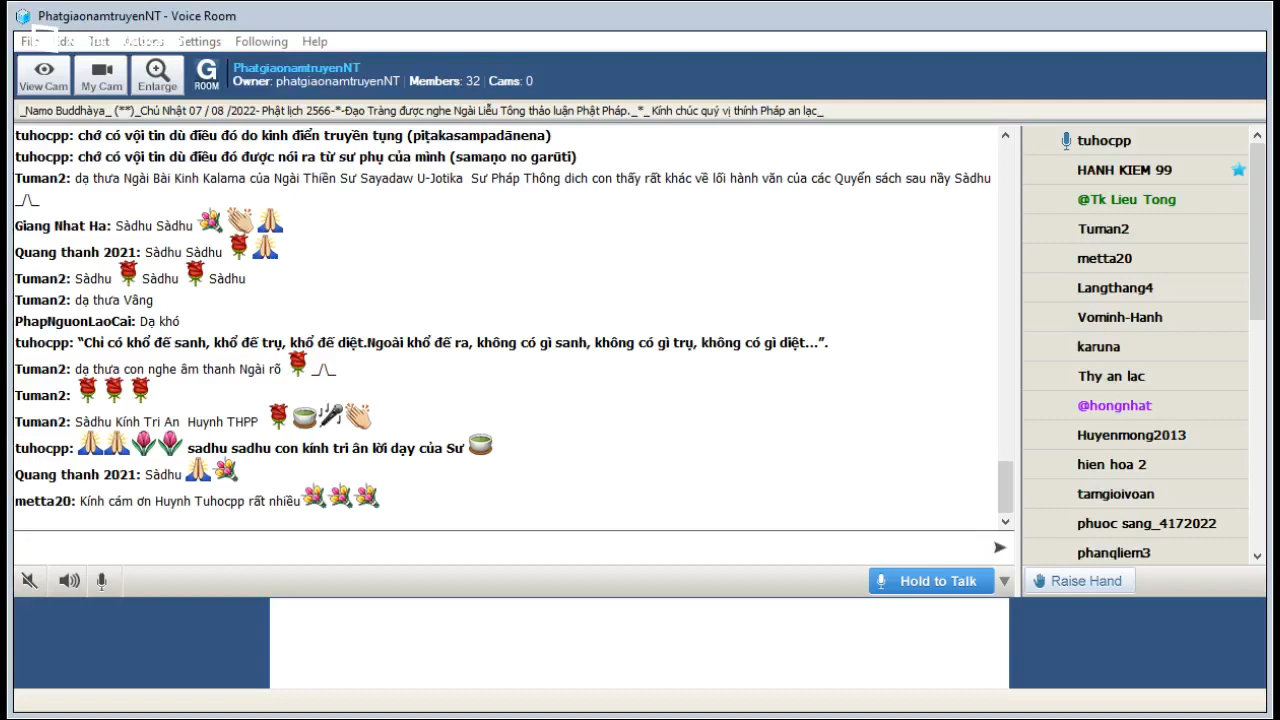 PhatgiaonamtruyenNT - Voice Room
Settings Following Help
View Cam My Cam Enlarge G ROOM
PhatgiaonamtruyenNT
Owner: phatgiaonamtruyenNT | Members: 32 | Cams: 0
_Namo Buddhàya_ (**)_Chủ Nhật 07 / 08 /2022- Phật lịch 2566-*-Đạo Tràng được nghe Ngài Liễu Tông thảo luận Phật Pháp._*_ Kính chúc quý vị thính Pháp an lạc_
tuhocpp: chớ có vội tin dù điều đó do kinh điển truyền tụng (piṭakasampadānena)
tuhocpp: chớ có vội tin dù điều đó được nói ra từ sư phụ của mình (samaṇo no garūti)
Tuman2: dạ thưa Ngài Bài Kinh Kalama của Ngài Thiền Sư Sayadaw U-Jotika Sư Pháp Thông dich con thấy rất khác về lối hành văn của các Quyển sách sau nầy Sàdhu
_/\_
Giang Nhat Ha: Sàdhu Sàdhu
Quang thanh 2021: Sàdhu Sàdhu
Tuman2: Sàdhu Sàdhu Sàdhu
Tuman2: dạ thưa Vâng
PhapNguonLaoCai: Dạ khó
tuhocpp: “Chỉ có khổ đế sanh, khổ đế trụ, khổ đế diệt.Ngoài khổ đế ra, không có gì sanh, không có gì trụ, không có gì diệt...”.
Tuman2: dạ thưa con nghe âm thanh Ngài rõ _/\_
Tuman2:
Tuman2: Sàdhu Kính Tri An Huynh THPP
tuhocpp: sadhu sadhu con kính tri ân lời dạy của Sư
Quang thanh 2021: Sàdhu
metta20: Kính cám ơn Huynh Tuhocpp rất nhiều
Hold to Talk
tuhocpp
HANH KIEM 99
@Tk Lieu Tong
Tuman2
metta20
Langthang4
Vominh-Hanh
karuna
Thy an lac
@hongnhat
Huyenmong2013
hien hoa 2
tamgioivoan
phuoc sang_4172022
phanqliem3
Raise Hand